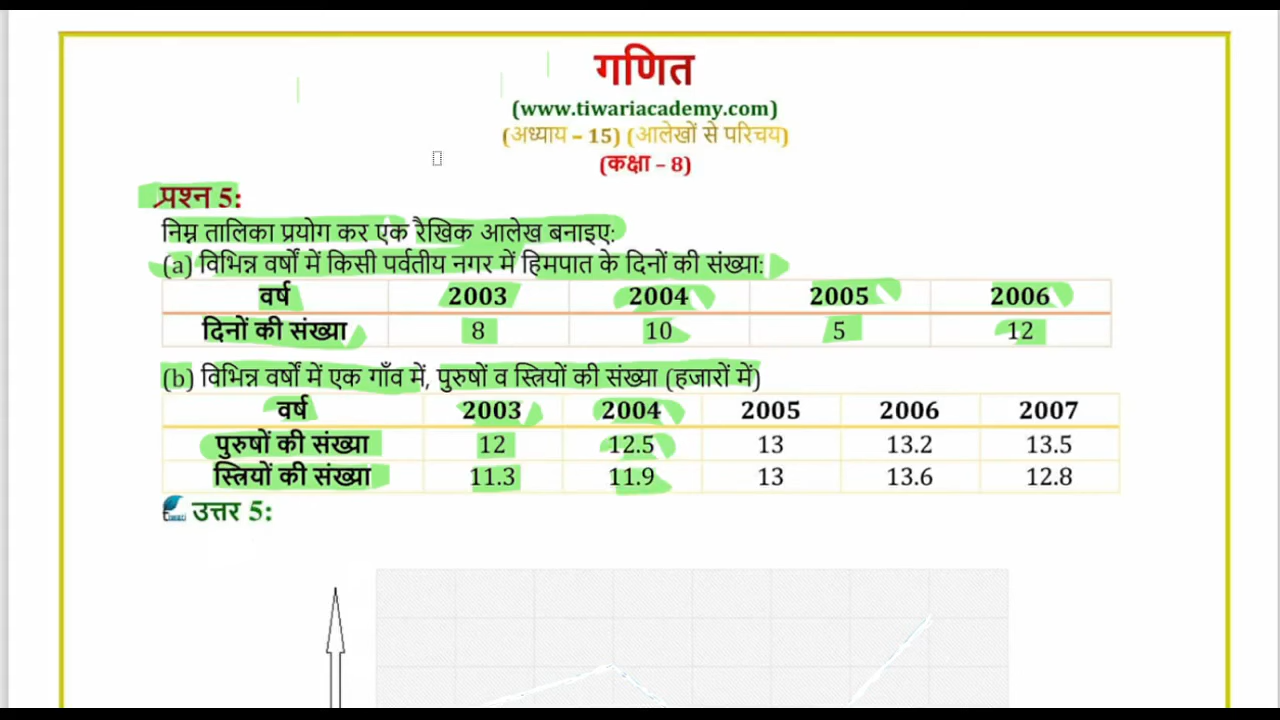 गणित
(www.tiwariacademy.com)
(अध्याय – 15) (आलेखों से परिचय)
(कक्षा – 8)
प्रश्न 5:
निम्न तालिका प्रयोग कर एक रैखिक आलेख बनाइए:
(a) विभिन्न वर्षों में किसी पर्वतीय नगर में हिमपात के दिनों की संख्या:
वर्ष 2003 2004 2005 2006
दिनों की संख्या 8 10 5 12
(b) विभिन्न वर्षों में एक गाँव में, पुरुषों व स्त्रियों की संख्या (हजारों में)
वर्ष 2003 2004 2005 2006 2007
पुरुषों की संख्या 12 12.5 13 13.2 13.5
स्त्रियों की संख्या 11.3 11.9 13 13.6 12.8
उत्तर 5: